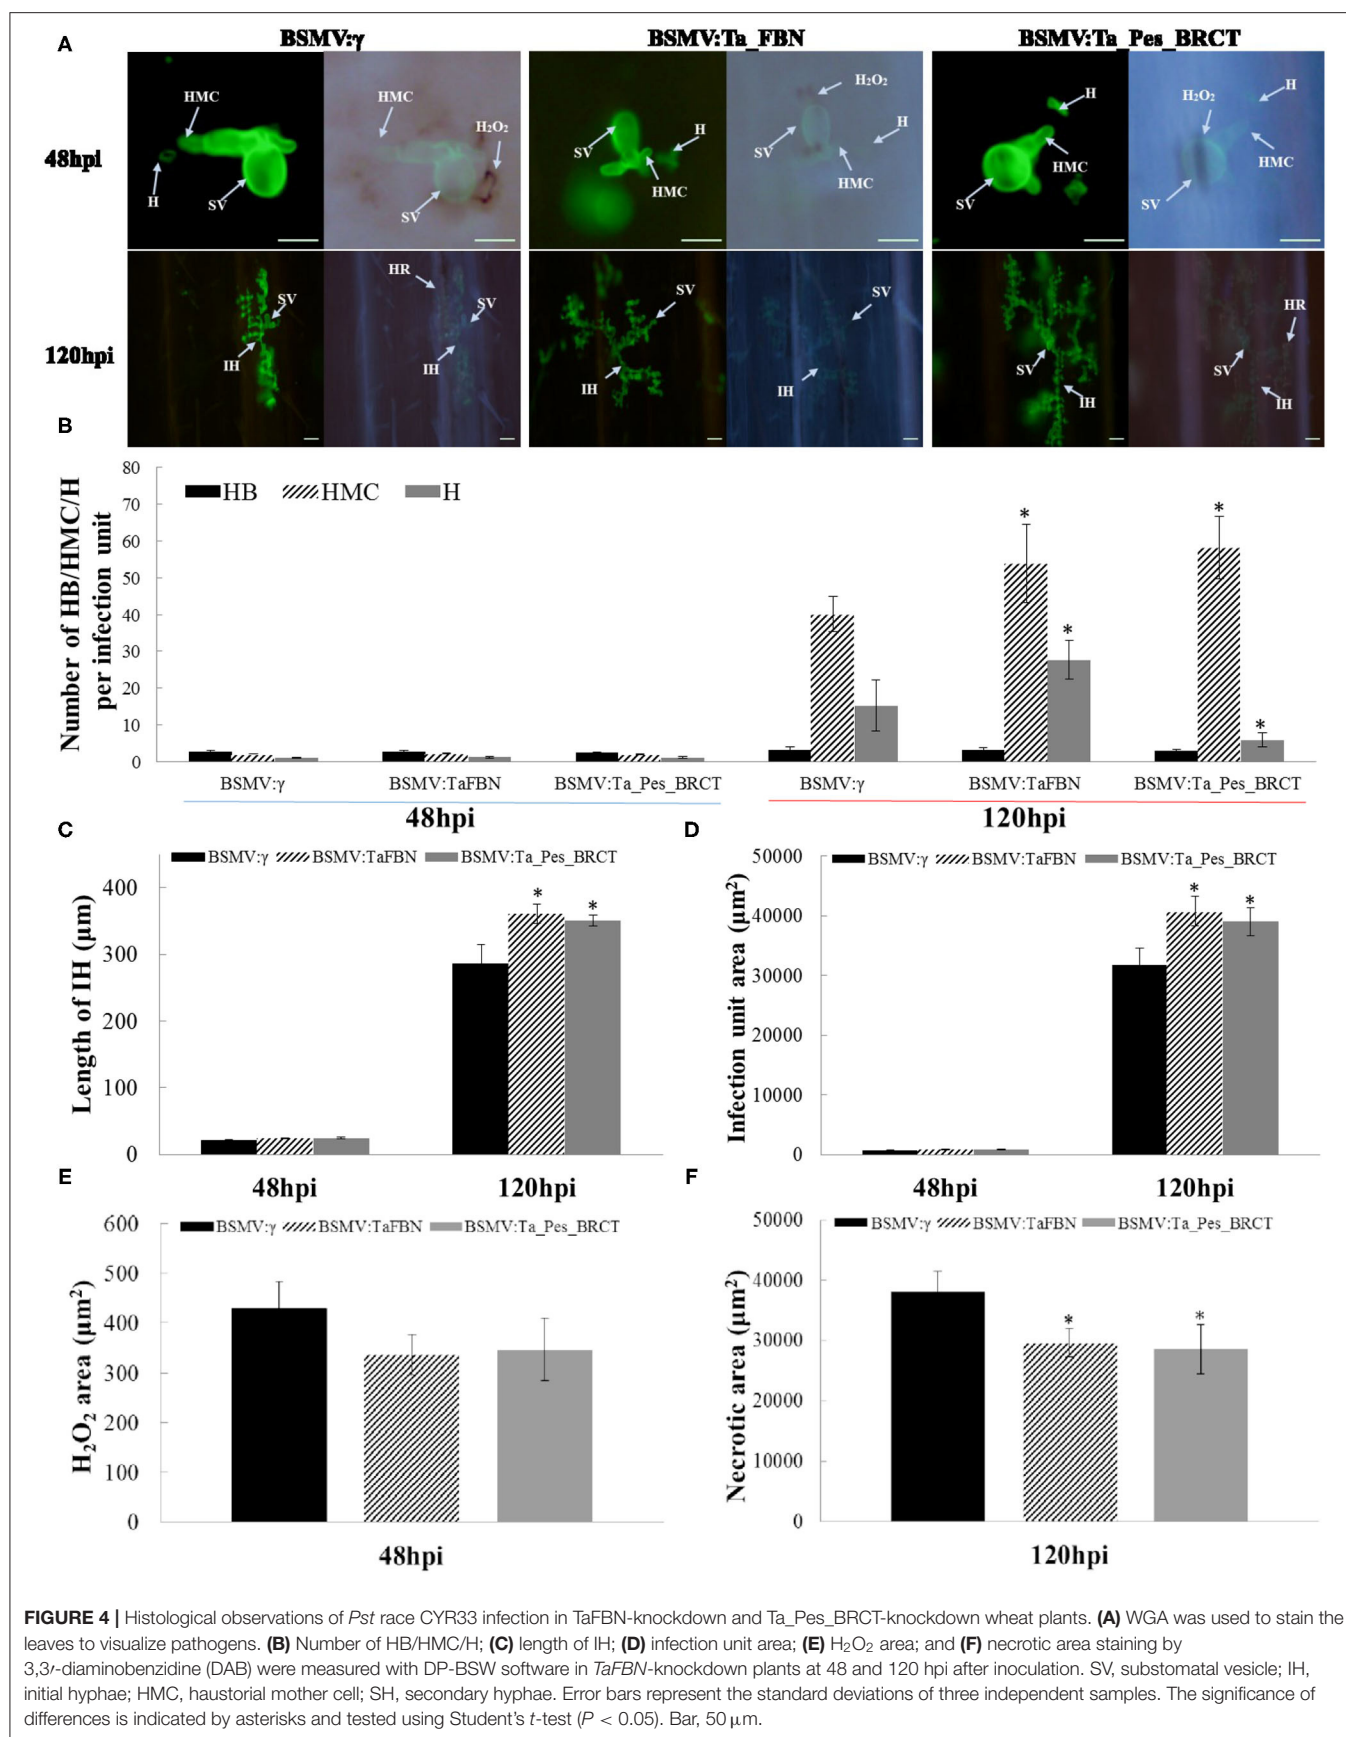 A
BSMV:γ
BSMV:Ta_FBN
BSMV:Ta_Pes_BRCT
48hpi
HMC
H
SV
HMC
H₂O₂
SV
SV
H
HMC
H₂O₂
SV
H
HMC
H
HMC
SV
H₂O₂
H
HMC
SV
120hpi
SV
IH
HR
SV
IH
SV
IH
SV
IH
SV
IH
HR
SV
IH
B
Number of HB/HMC/H
per infection unit
80
70
60
50
40
30
20
10
0
HB HMC H
* * * *
BSMV:γ BSMV:TaFBN BSMV:Ta_Pes_BRCT BSMV:γ BSMV:TaFBN BSMV:Ta_Pes_BRCT
48hpi 120hpi
C
BSMV:γ BSMV:TaFBN BSMV:Ta_Pes_BRCT
Length of IH (μm)
400
300
200
100
0
* *
48hpi 120hpi
D
BSMV:γ BSMV:TaFBN BSMV:Ta_Pes_BRCT
Infection unit area (μm²)
50000
40000
30000
20000
10000
0
* *
48hpi 120hpi
E
BSMV:γ BSMV:TaFBN BSMV:Ta_Pes_BRCT
H₂O₂ area (μm²)
600
500
400
300
200
100
0
48hpi
F
BSMV:γ BSMV:TaFBN BSMV:Ta_Pes_BRCT
Necrotic area (μm²)
50000
40000
30000
20000
10000
0
* *
120hpi
FIGURE 4 | Histological observations of Pst race CYR33 infection in TaFBN-knockdown and Ta_Pes_BRCT-knockdown wheat plants. (A) WGA was used to stain the
leaves to visualize pathogens. (B) Number of HB/HMC/H; (C) length of IH; (D) infection unit area; (E) H₂O₂ area; and (F) necrotic area staining by
3,3′-diaminobenzidine (DAB) were measured with DP-BSW software in TaFBN-knockdown plants at 48 and 120 hpi after inoculation. SV, substomatal vesicle; IH,
initial hyphae; HMC, haustorial mother cell; SH, secondary hyphae. Error bars represent the standard deviations of three independent samples. The significance of
differences is indicated by asterisks and tested using Student's t-test (P < 0.05). Bar, 50 μm.